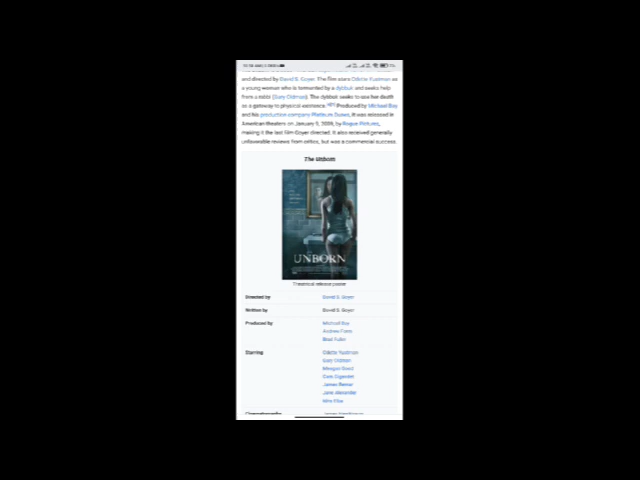 and directed by David S. Goyer. The film stars Odette Yustman as
a young woman who is tormented by a dybbuk and seeks help
from a rabbi (Gary Oldman). The dybbuk seeks to use her death
as a gateway to physical existence. Produced by Michael Bay
and his production company Platinum Dunes, it was released in
American theaters on January 9, 2009, by Rogue Pictures,
making it the last film Goyer directed. It also received generally
unfavorable reviews from critics, but was a commercial success.
The Unborn
UNBORN
Theatrical release poster
Directed by David S. Goyer
Written by David S. Goyer
Produced by Michael Bay
Andrew Form
Brad Fuller
Starring Odette Yustman
Gary Oldman
Meagan Good
Cam Gigandet
James Remar
Jane Alexander
Idris Elba
Cinematography